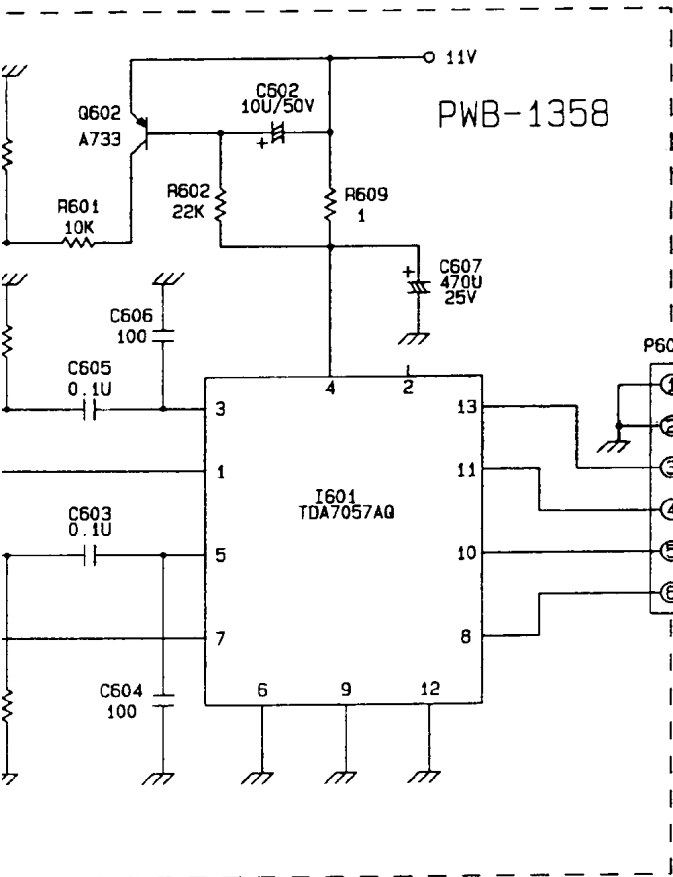 11V
C602
10U/50V
PWB-1358
Q602
A733
R602
22K
R609
1
R601
10K
+
+
C607
470U
25V
C606
100
C605
0.1U
P60
4
2
3
13
1
11
I601
TDA7057AQ
C603
0.1U
5
10
7
8
C604
100
6
9
12
1
2
3
4
5
6